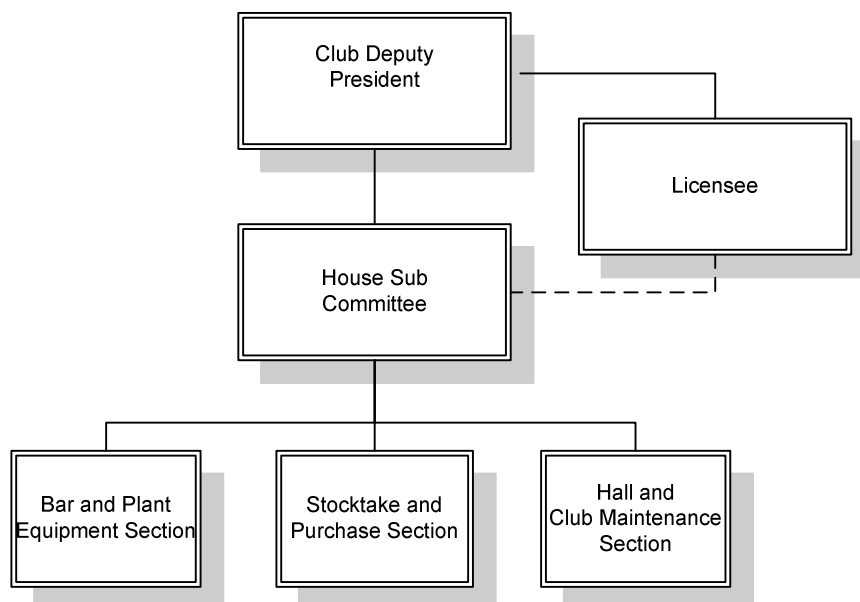 Club Deputy
President
Licensee
House Sub
Committee
Bar and Plant
Equipment Section
Stocktake and
Purchase Section
Hall and
Club Maintenance
Section